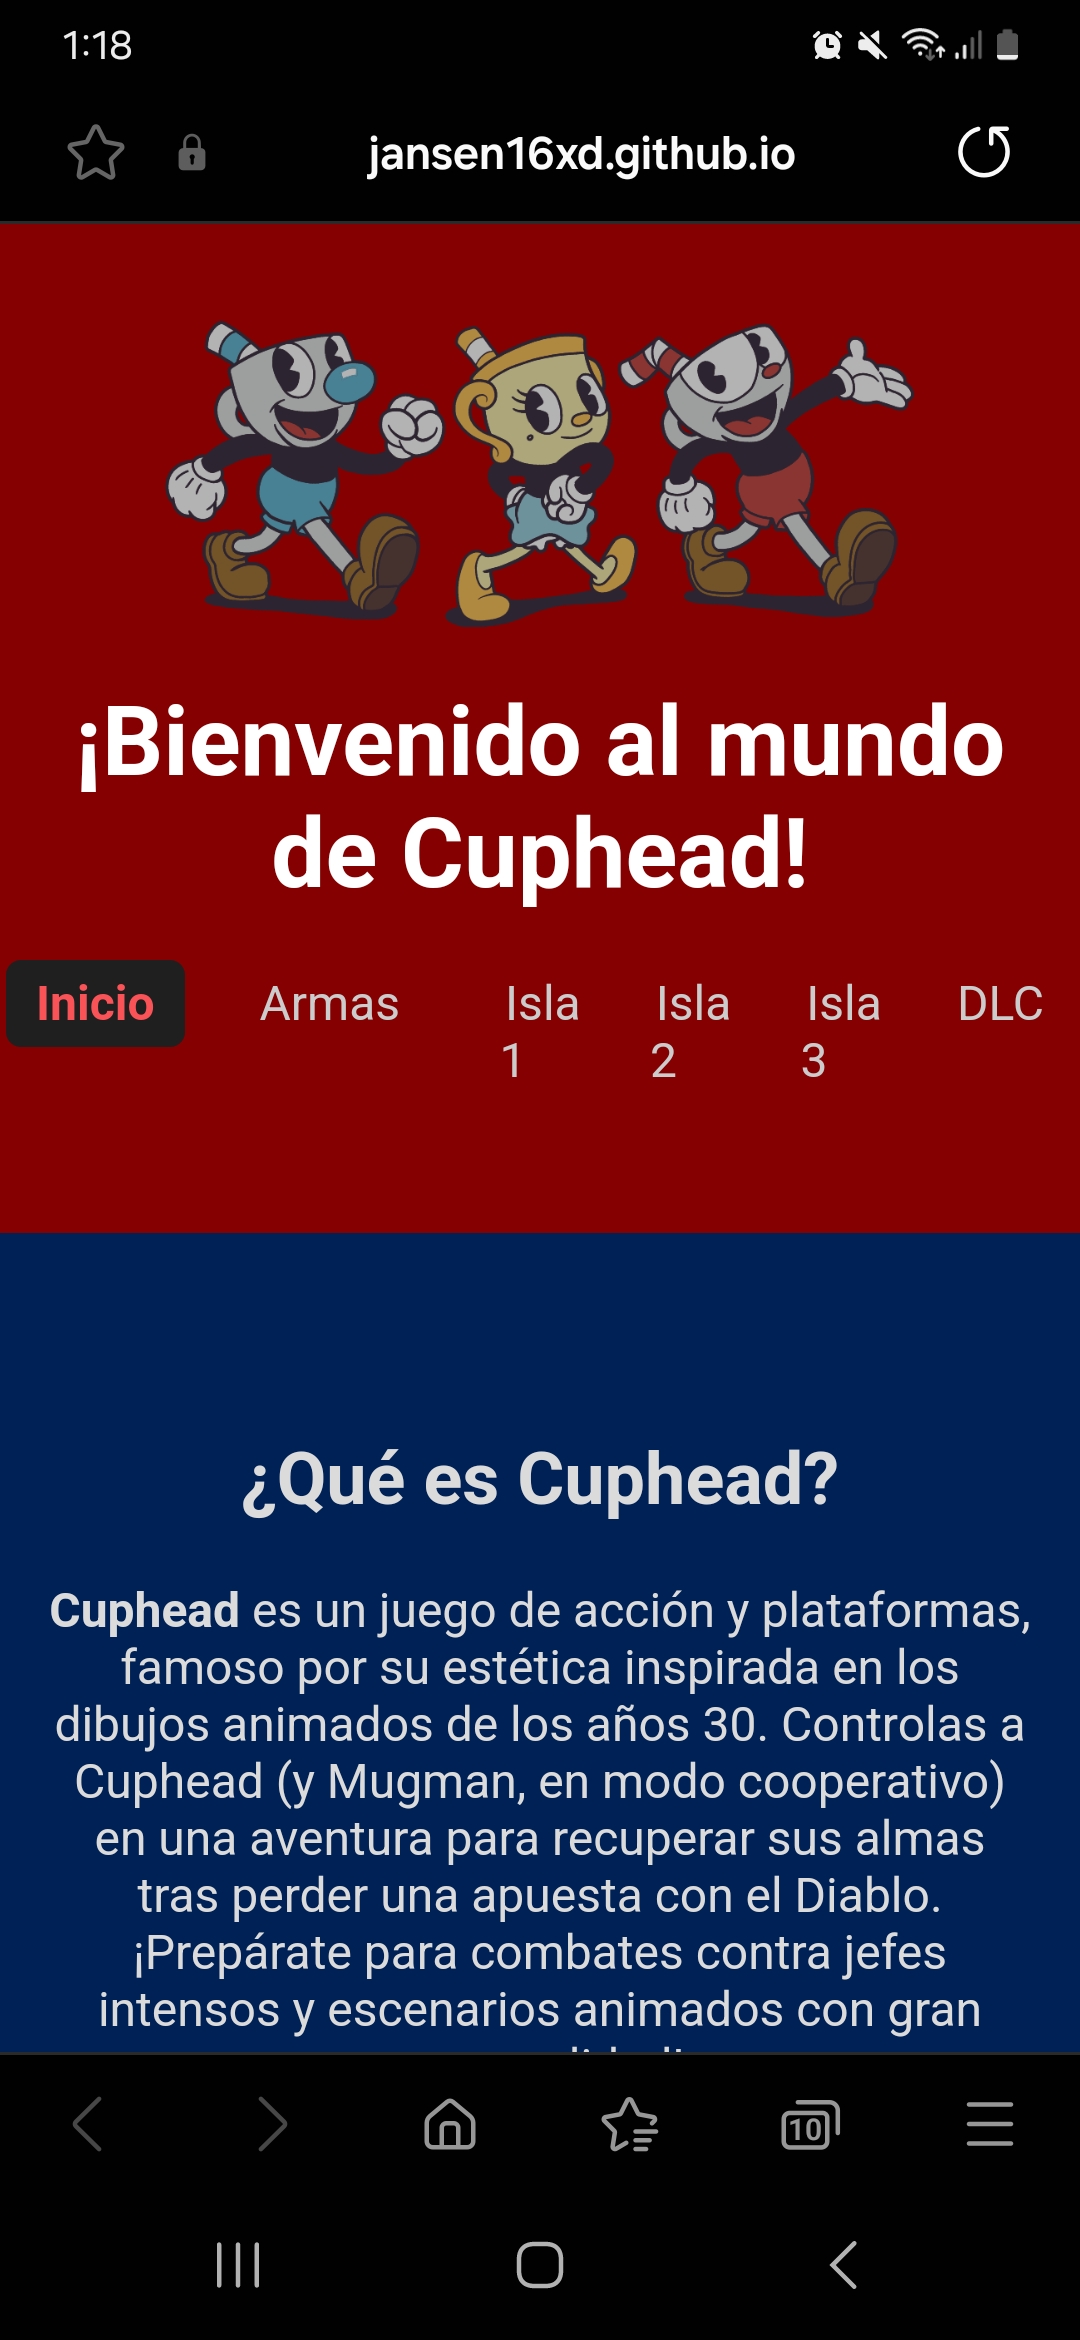 1:18
jansen16xd.github.io
¡Bienvenido al mundo
de Cuphead!
Inicio Armas Isla 1 Isla 2 Isla 3 DLC
¿Qué es Cuphead?
Cuphead es un juego de acción y plataformas,
famoso por su estética inspirada en los
dibujos animados de los años 30. Controlas a
Cuphead (y Mugman, en modo cooperativo)
en una aventura para recuperar sus almas
tras perder una apuesta con el Diablo.
¡Prepárate para combates contra jefes
intensos y escenarios animados con gran
10